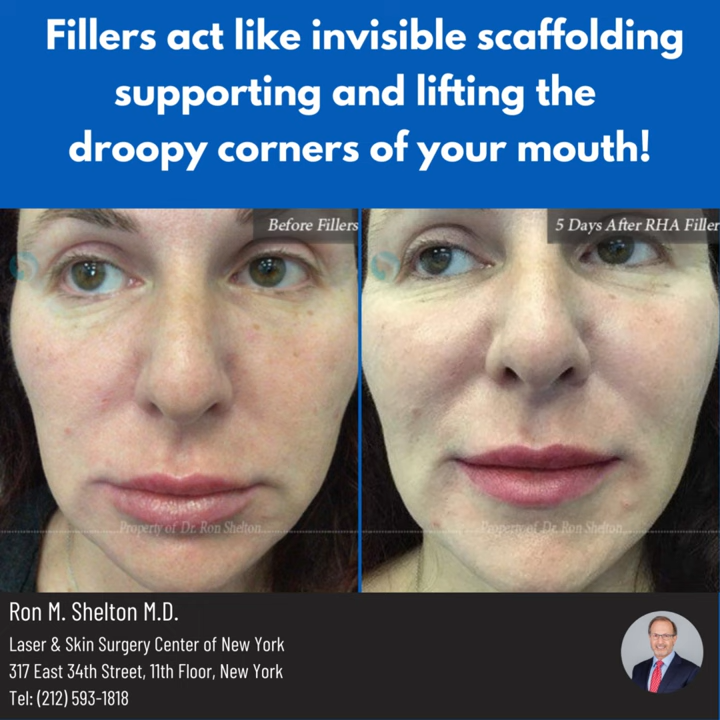 Fillers act like invisible scaffolding
supporting and lifting the
droopy corners of your mouth!
Before Fillers
5 Days After RHA Filler
Property of Dr. Ron Shelton
Property of Dr. Ron Shelton
Ron M. Shelton M.D.
Laser & Skin Surgery Center of New York
317 East 34th Street, 11th Floor, New York
Tel: (212) 593-1818